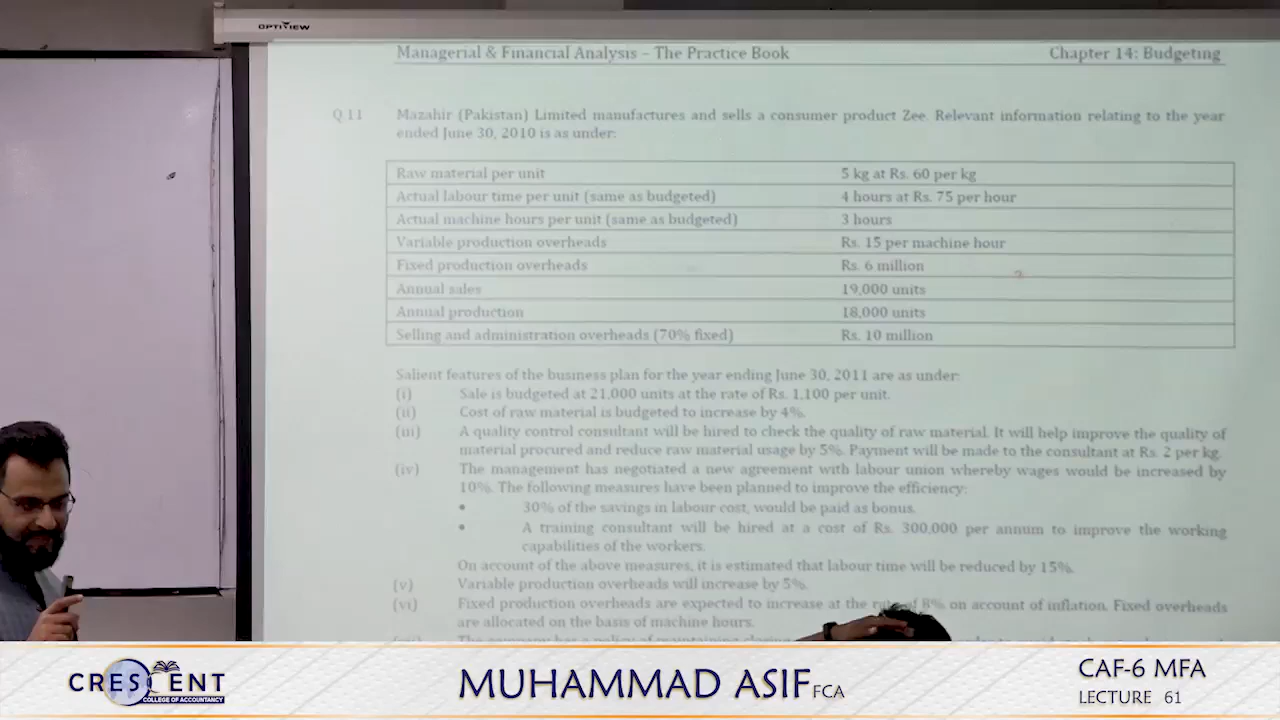 OPTIVIEW
Managerial & Financial Analysis – The Practice Book Chapter 14: Budgeting
Q.11 Mazahir (Pakistan) Limited manufactures and sells a consumer product Zee. Relevant information relating to the year
ended June 30, 2010 is as under:
Raw material per unit 5 kg at Rs. 60 per kg
Actual labour time per unit (same as budgeted) 4 hours at Rs. 75 per hour
Actual machine hours per unit (same as budgeted) 3 hours
Variable production overheads Rs. 15 per machine hour
Fixed production overheads Rs. 6 million
Annual sales 19,000 units
Annual production 18,000 units
Selling and administration overheads (70% fixed) Rs. 10 million
Salient features of the business plan for the year ending June 30, 2011 are as under:
(i) Sale is budgeted at 21,000 units at the rate of Rs. 1,100 per unit.
(ii) Cost of raw material is budgeted to increase by 4%.
(iii) A quality control consultant will be hired to check the quality of raw material. It will help improve the quality of
material procured and reduce raw material usage by 5%. Payment will be made to the consultant at Rs. 2 per kg.
(iv) The management has negotiated a new agreement with labour union whereby wages would be increased by
10%. The following measures have been planned to improve the efficiency:
• 30% of the savings in labour cost, would be paid as bonus.
• A training consultant will be hired at a cost of Rs. 300,000 per annum to improve the working
capabilities of the workers.
On account of the above measures, it is estimated that labour time will be reduced by 15%.
(v) Variable production overheads will increase by 5%.
(vi) Fixed production overheads are expected to increase at the rate of 8% on account of inflation. Fixed overheads
are allocated on the basis of machine hours.
The company has a policy of maintaining closing
CRESCENT
COLLEGE OF ACCOUNTANCY
MUHAMMAD ASIF FCA
CAF-6 MFA
LECTURE 61